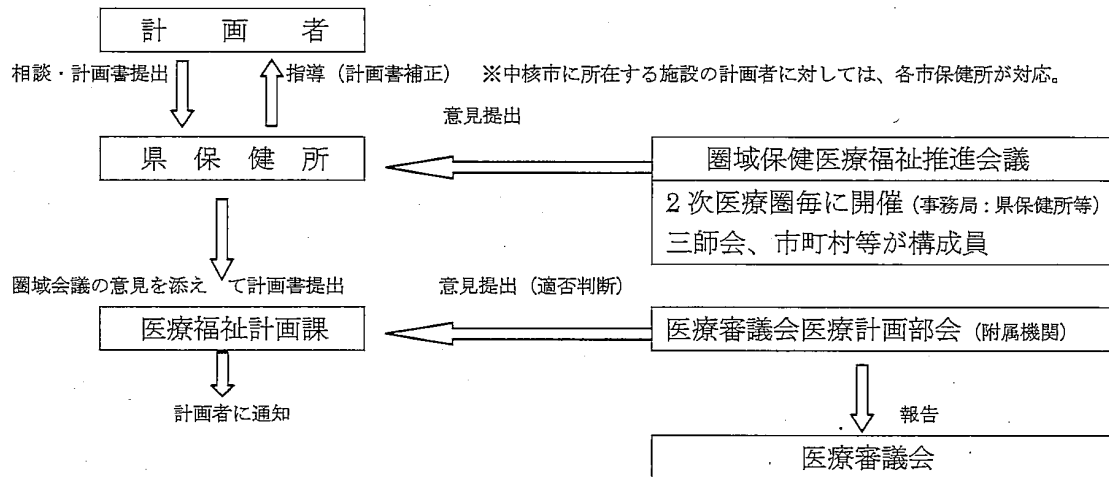 計画者
相談・計画書提出
指導（計画書補正）　※中核市に所在する施設の計画者に対しては、各市保健所が対応。
意見提出
県保健所
圏域保健医療福祉推進会議
2次医療圏毎に開催（事務局：県保健所等）
三師会、市町村等が構成員
圏域会議の意見を添え　て計画書提出
意見提出（適否判断）
医療福祉計画課
医療審議会医療計画部会（附属機関）
計画者に通知
報告
医療審議会